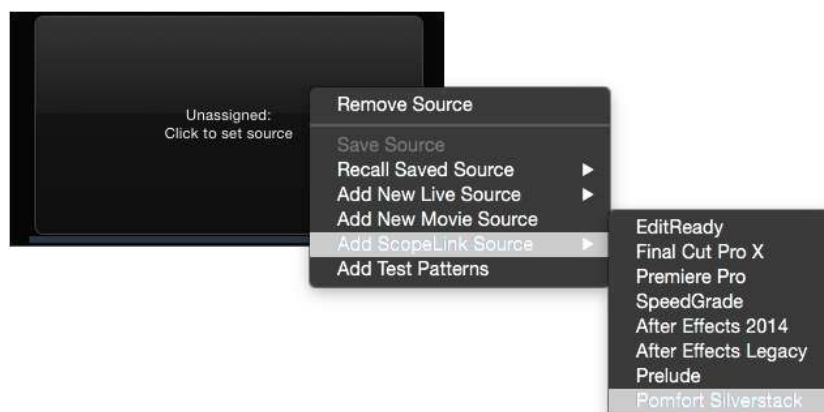 Unassigned:
Click to set source
Remove Source
Save Source
Recall Saved Source
Add New Live Source
Add New Movie Source
Add ScopeLink Source
Add Test Patterns
EditReady
Final Cut Pro X
Premiere Pro
SpeedGrade
After Effects 2014
After Effects Legacy
Prelude
Pomfort Silverstack